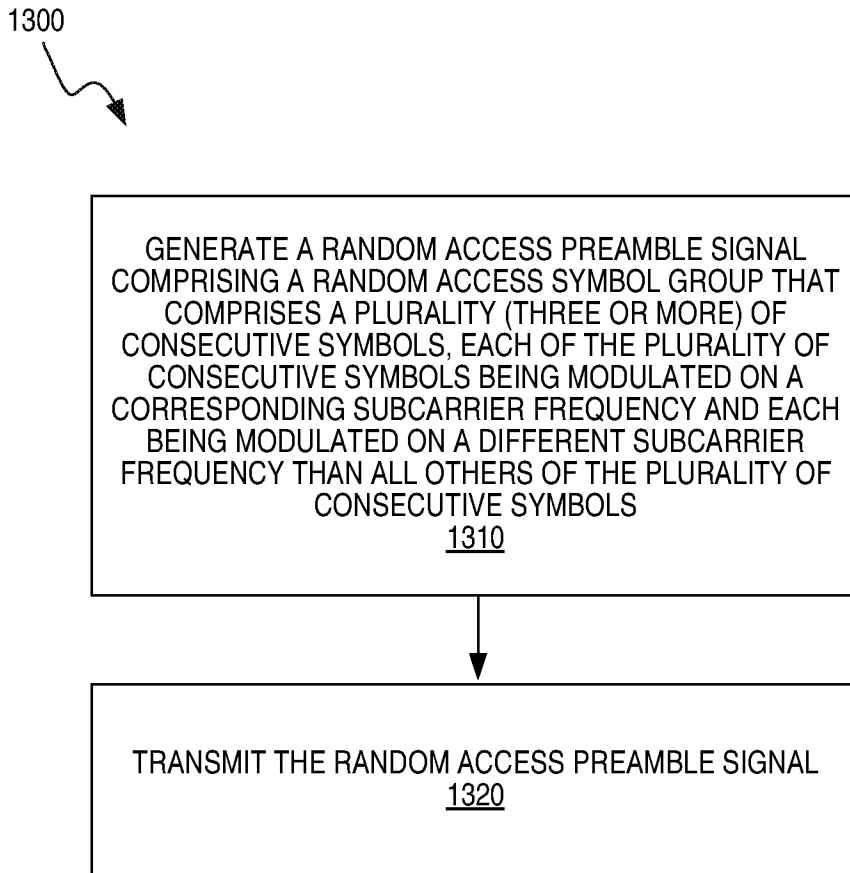 1300
GENERATE A RANDOM ACCESS PREAMBLE SIGNAL
COMPRISING A RANDOM ACCESS SYMBOL GROUP THAT
COMPRISES A PLURALITY (THREE OR MORE) OF
CONSECUTIVE SYMBOLS, EACH OF THE PLURALITY OF
CONSECUTIVE SYMBOLS BEING MODULATED ON A
CORRESPONDING SUBCARRIER FREQUENCY AND EACH
BEING MODULATED ON A DIFFERENT SUBCARRIER
FREQUENCY THAN ALL OTHERS OF THE PLURALITY OF
CONSECUTIVE SYMBOLS
1310
TRANSMIT THE RANDOM ACCESS PREAMBLE SIGNAL
1320